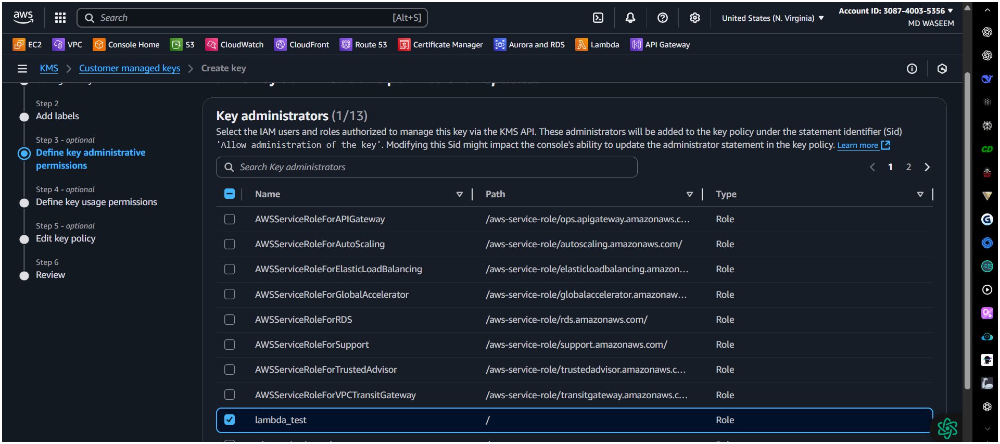 aws
Search
[Alt+S]
United States (N. Virginia)
Account ID: 3087-4003-5356
MD WASEEM
EC2
VPC
Console Home
S3
CloudWatch
CloudFront
Route 53
Certificate Manager
Aurora and RDS
Lambda
API Gateway
KMS
Customer managed keys
Create key
Step 2
Add labels
Step 3 - optional
Define key administrative
permissions
Step 4 - optional
Define key usage permissions
Step 5 - optional
Edit key policy
Step 6
Review
Key administrators (1/13)
Select the IAM users and roles authorized to manage this key via the KMS API. These administrators will be added to the key policy under the statement identifier (Sid)
'Allow administration of the key'. Modifying this Sid might impact the console's ability to update the administrator statement in the key policy. Learn more
Search Key administrators
1 2
Name Path Type
AWSServiceRoleForAPIGateway /aws-service-role/ops.apigateway.amazonaws.c... Role
AWSServiceRoleForAutoScaling /aws-service-role/autoscaling.amazonaws.com/ Role
AWSServiceRoleForElasticLoadBalancing /aws-service-role/elasticloadbalancing.amazon... Role
AWSServiceRoleForGlobalAccelerator /aws-service-role/globalaccelerator.amazonaw... Role
AWSServiceRoleForRDS /aws-service-role/rds.amazonaws.com/ Role
AWSServiceRoleForSupport /aws-service-role/support.amazonaws.com/ Role
AWSServiceRoleForTrustedAdvisor /aws-service-role/trustedadvisor.amazonaws.c... Role
AWSServiceRoleForVPCTransitGateway /aws-service-role/transitgateway.amazonaws.c... Role
lambda_test / Role
CD